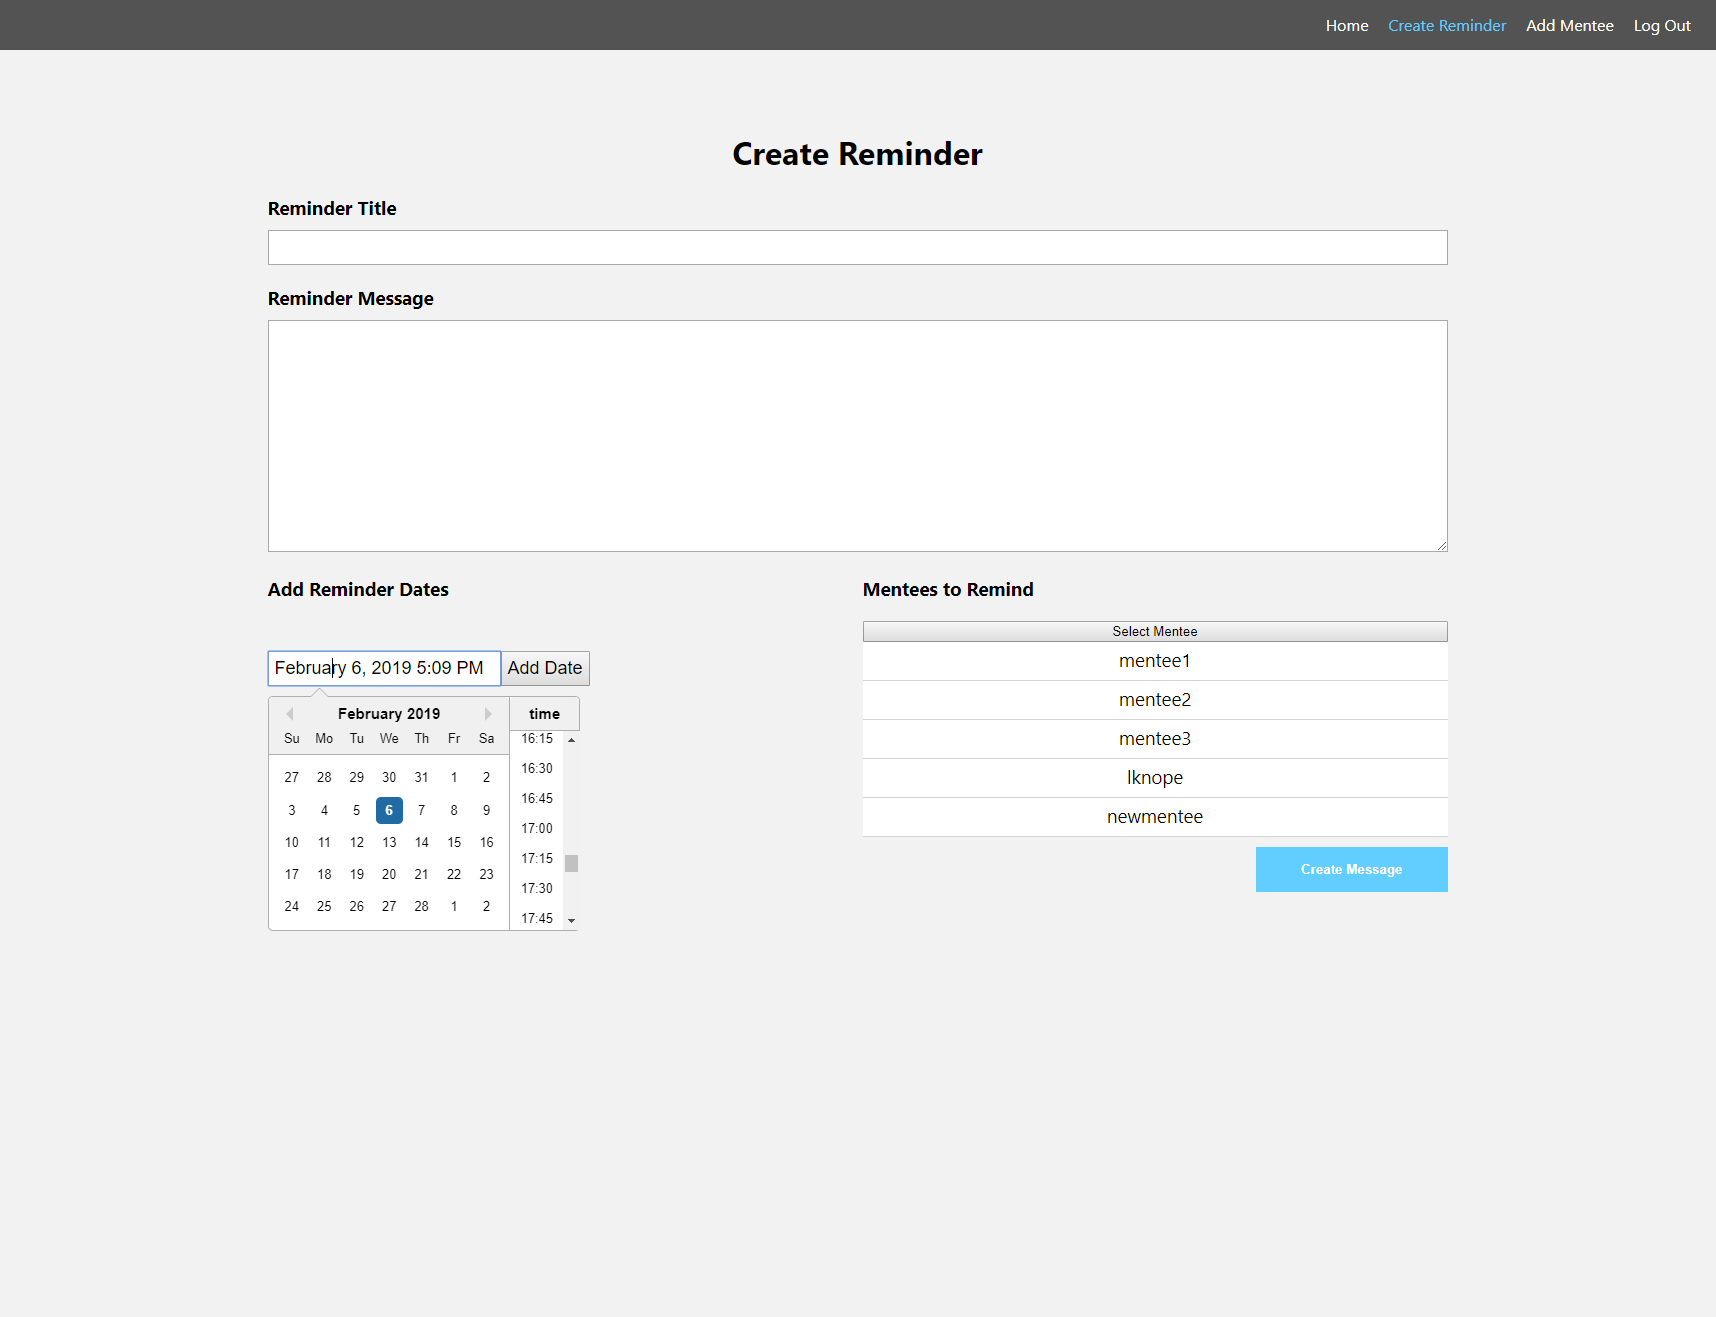 Home Create Reminder Add Mentee Log Out
Create Reminder
Reminder Title
Reminder Message
Add Reminder Dates
February 6, 2019 5:09 PM Add Date
February 2019
Su Mo Tu We Th Fr Sa
27 28 29 30 31 1 2
3 4 5 6 7 8 9
10 11 12 13 14 15 16
17 18 19 20 21 22 23
24 25 26 27 28 1 2
time
16:15
16:30
16:45
17:00
17:15
17:30
17:45
Mentees to Remind
Select Mentee
mentee1
mentee2
mentee3
lknope
newmentee
Create Message